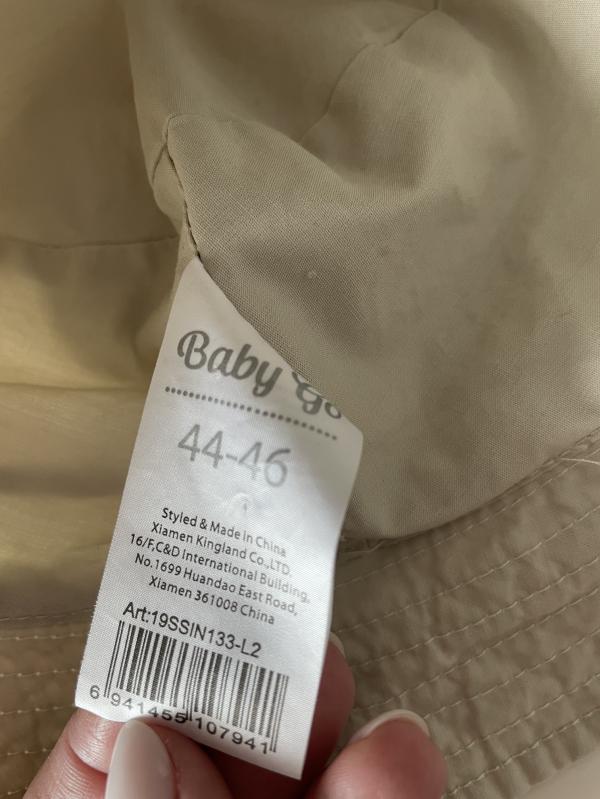 Baby Go
44-46
Styled & Made in China
Xiamen Kingland Co.,LTD.
16/F,C&D International Building,
No.1699 Huandao East Road,
Xiamen 361008 China
Art:19SSIN133-L2
6 941455 107941